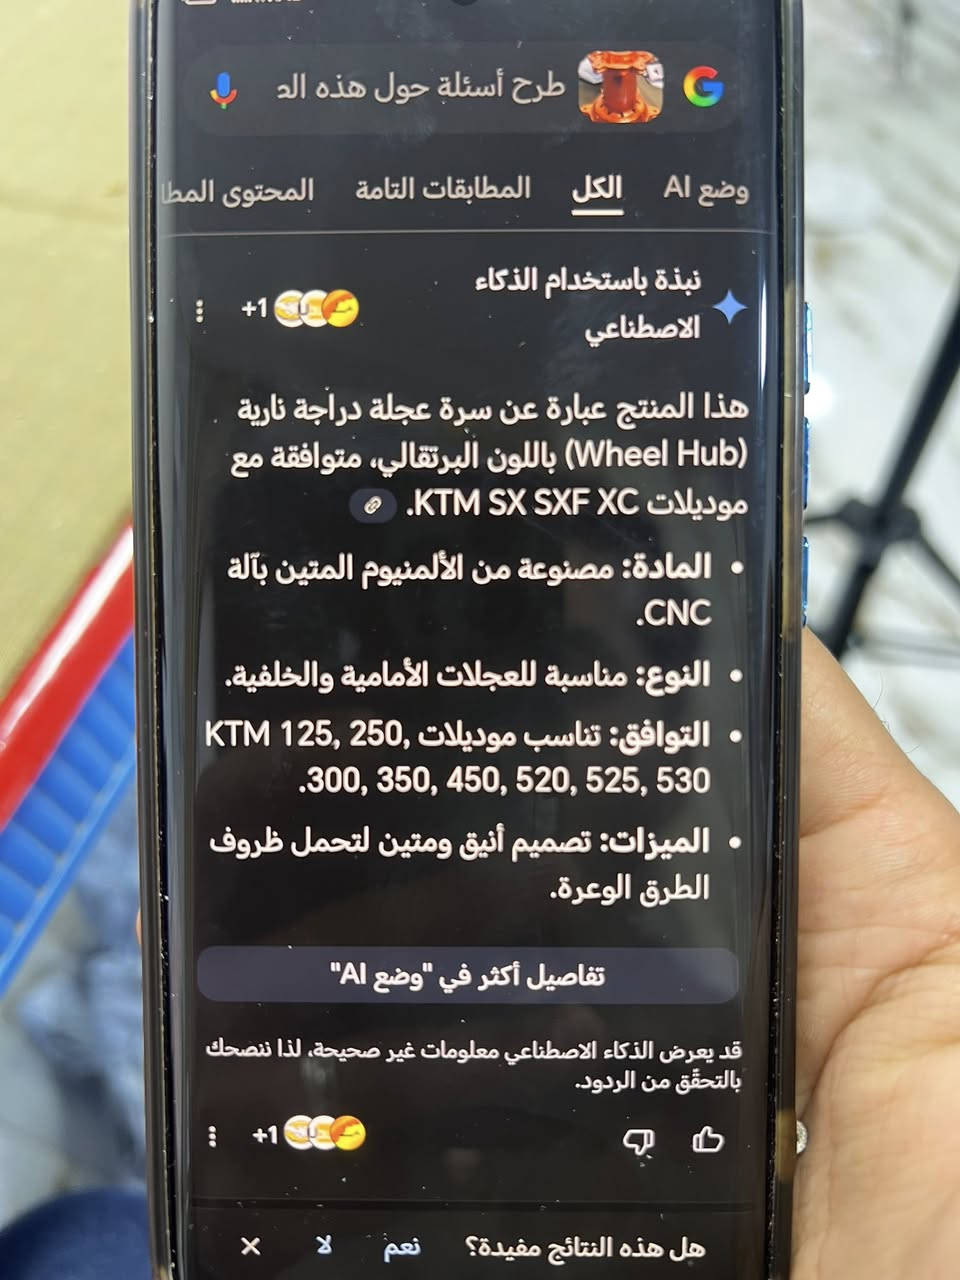 طرح أسئلة حول هذه الد
وضع AI
الكل
المطابقات التامة
المحتوى المطا
نبذة باستخدام الذكاء
الاصطناعي
+1
هذا المنتج عبارة عن سرة عجلة دراجة نارية
(Wheel Hub) باللون البرتقالي، متوافقة مع
موديلات KTM SX SXF XC.
• المادة: مصنوعة من الألمنيوم المتين بآلة
CNC.
• النوع: مناسبة للعجلات الأمامية والخلفية.
• التوافق: تناسب موديلات KTM 125, 250,
300, 350, 450, 520, 525, 530.
• الميزات: تصميم أنيق ومتين لتحمل ظروف
الطرق الوعرة.
تفاصيل أكثر في "وضع AI"
قد يعرض الذكاء الاصطناعي معلومات غير صحيحة، لذا ننصحك
بالتحقّق من الردود.
+1
هل هذه النتائج مفيدة؟ نعم لا